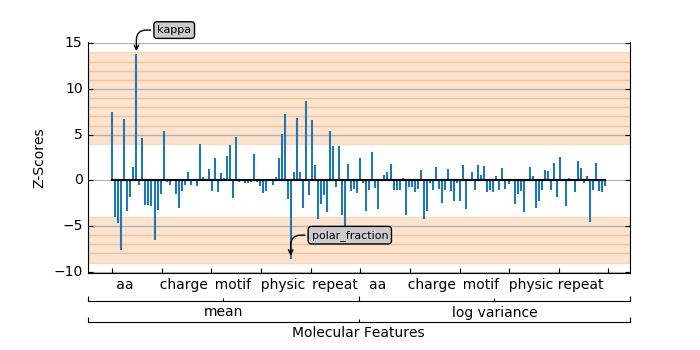 kappa
15
10
5
0
−5
−10
Z-Scores
polar_fraction
aa charge motif physic repeat aa charge motif physic repeat
mean log variance
Molecular Features